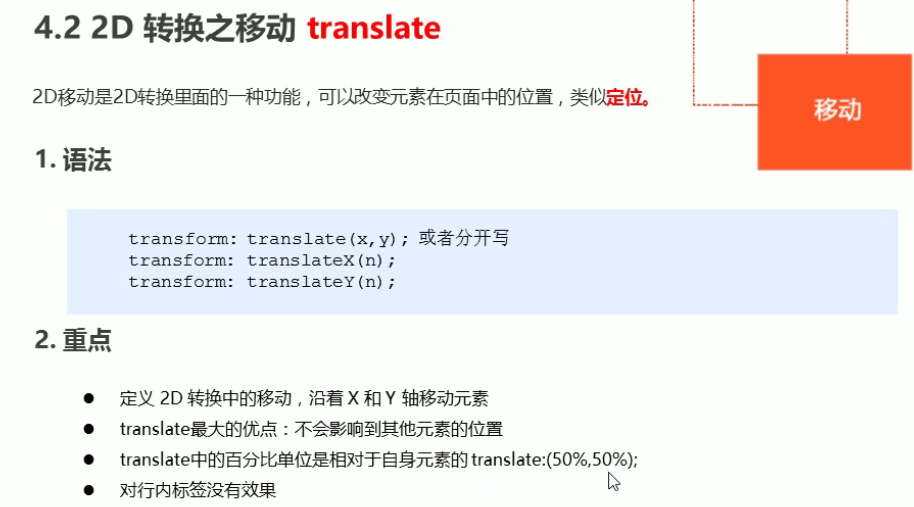 4.2 2D 转换之移动 translate
2D移动是2D转换里面的一种功能，可以改变元素在页面中的位置，类似定位。
移动
1. 语法
transform: translate(x,y); 或者分开写
transform: translateX(n);
transform: translateY(n);
2. 重点
● 定义 2D 转换中的移动，沿着 X 和 Y 轴移动元素
● translate最大的优点：不会影响到其他元素的位置
● translate中的百分比单位是相对于自身元素的 translate:(50%,50%);
● 对行内标签没有效果